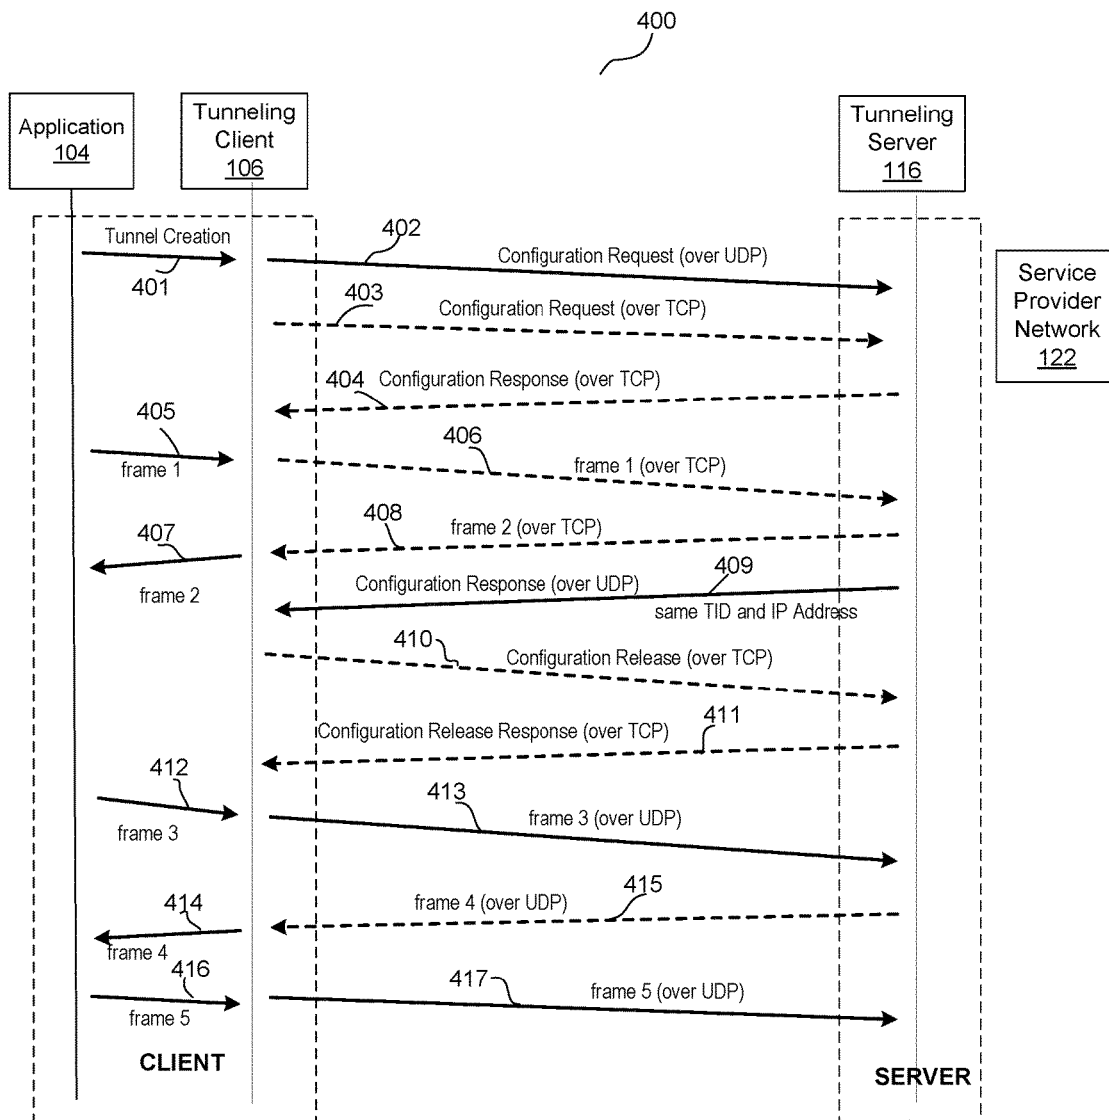 400
Application
104
Tunneling
Client
106
Tunneling
Server
116
Service
Provider
Network
122
Tunnel Creation
401
402
Configuration Request (over UDP)
403
Configuration Request (over TCP)
Configuration Response (over TCP)
404
405
frame 1
406
frame 1 (over TCP)
407
frame 2
408
frame 2 (over TCP)
409
Configuration Response (over UDP)
same TID and IP Address
410
Configuration Release (over TCP)
411
Configuration Release Response (over TCP)
412
frame 3
413
frame 3 (over UDP)
414
frame 4
415
frame 4 (over UDP)
416
frame 5
417
frame 5 (over UDP)
CLIENT
SERVER